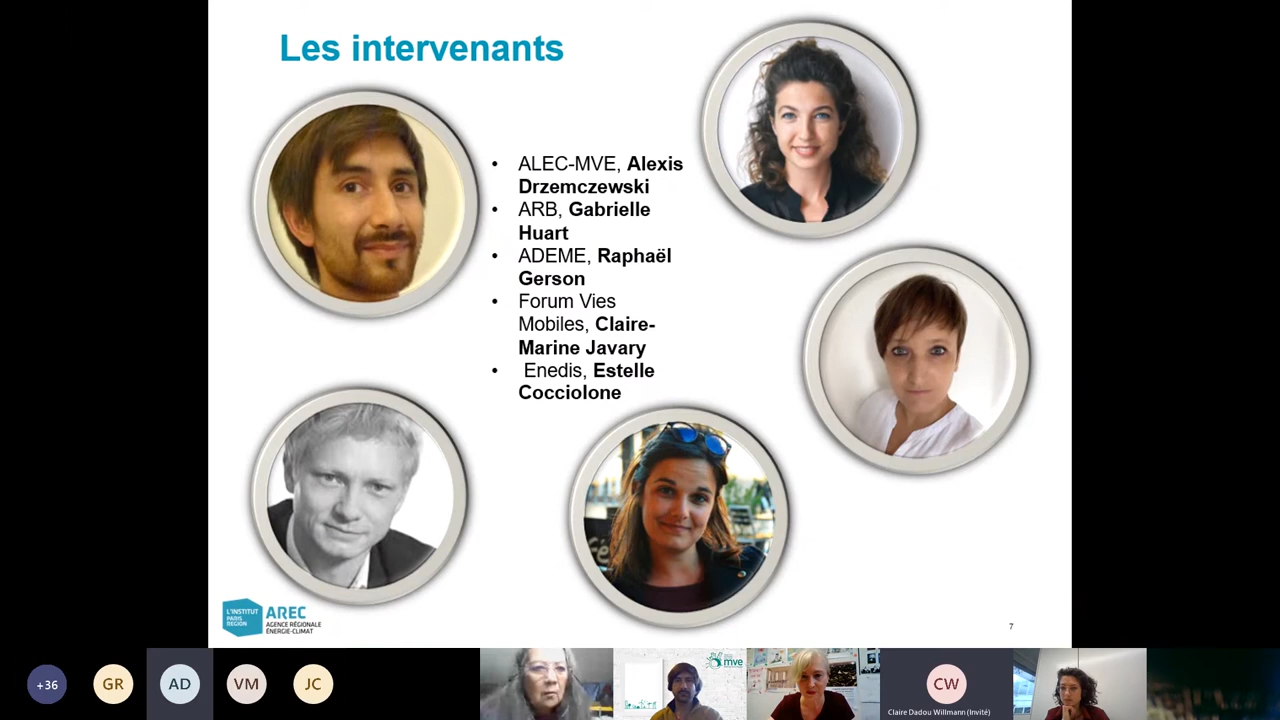 Les intervenants
• ALEC-MVE, Alexis
Drzemczewski
• ARB, Gabrielle
Huart
• ADEME, Raphaël
Gerson
• Forum Vies
Mobiles, Claire-
Marine Javary
• Enedis, Estelle
Cocciolone
L'INSTITUT
PARIS
REGION
AREC
AGENCE RÉGIONALE
ÉNERGIE-CLIMAT
7
+36
GR
AD
VM
JC
mve
CW
Claire Dadou Willmann (Invité)